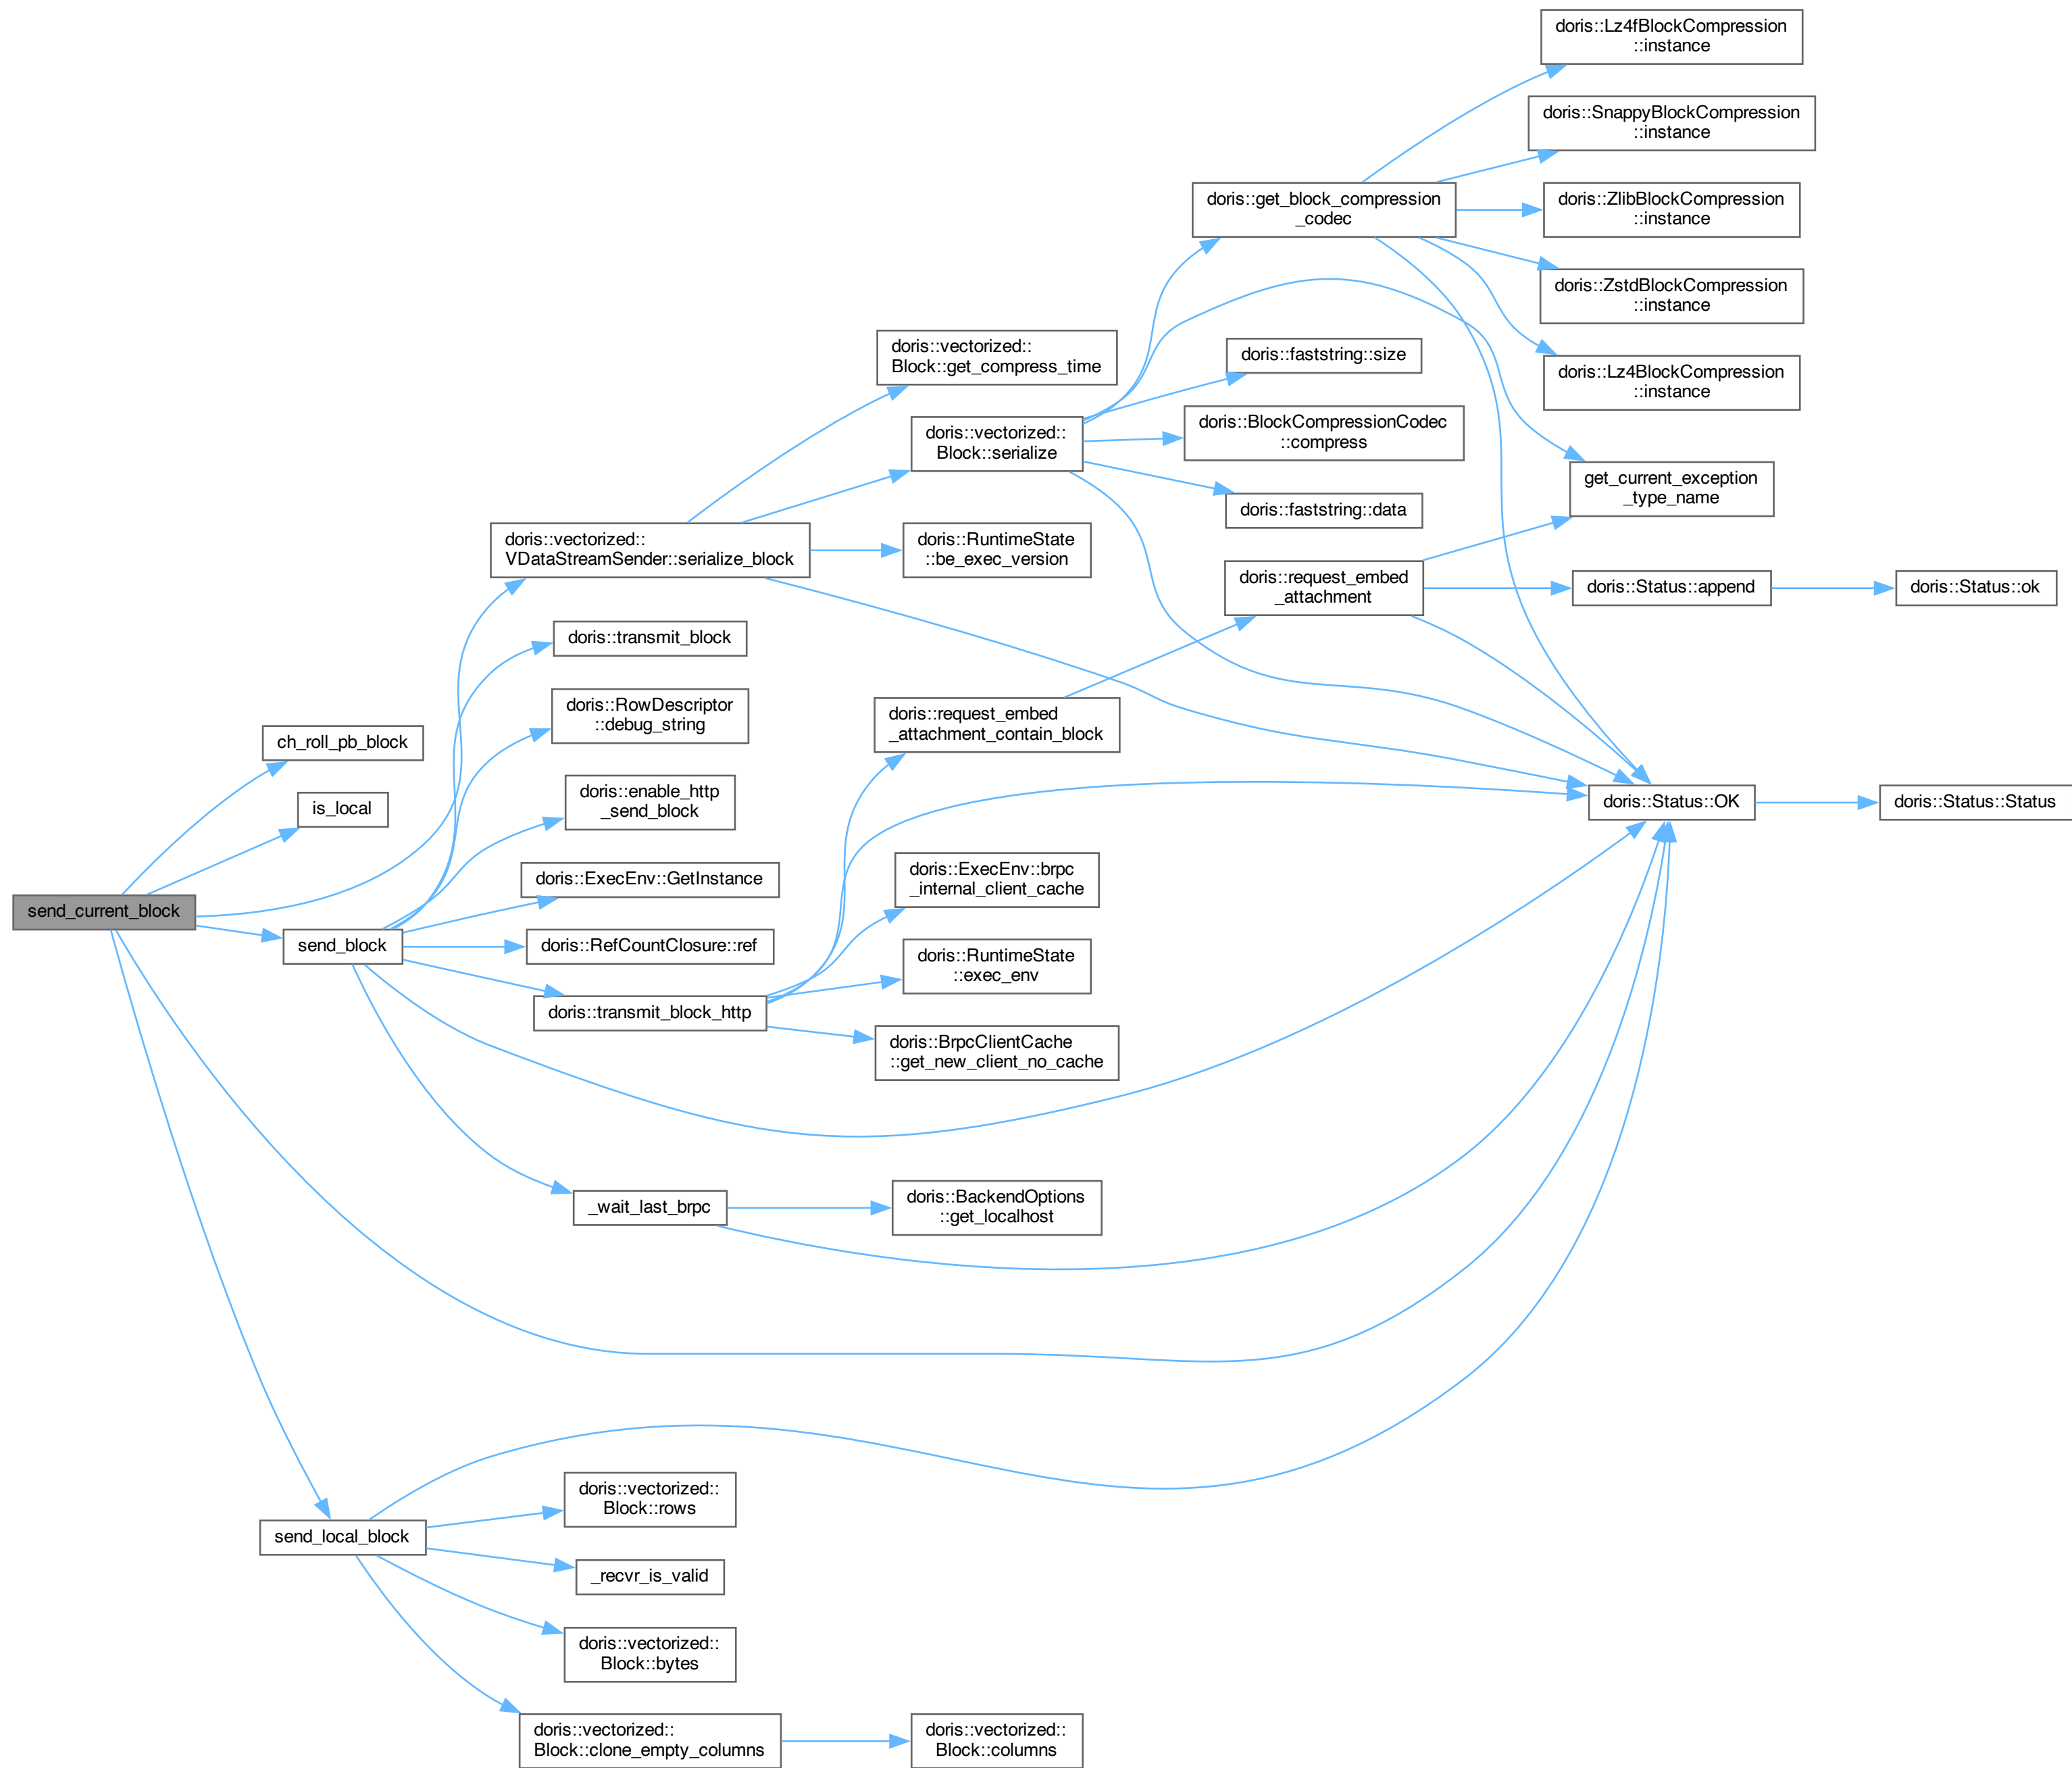 doris::Lz4fBlockCompression
::instance
doris::SnappyBlockCompression
::instance
doris::get_block_compression
_codec
doris::ZlibBlockCompression
::instance
doris::ZstdBlockCompression
::instance
doris::vectorized::
Block::get_compress_time
doris::faststring::size
doris::Lz4BlockCompression
::instance
doris::vectorized::
Block::serialize
doris::BlockCompressionCodec
::compress
get_current_exception
_type_name
doris::faststring::data
doris::vectorized::
VDataStreamSender::serialize_block
doris::RuntimeState
::be_exec_version
doris::request_embed
_attachment
doris::Status::append
doris::Status::ok
doris::transmit_block
doris::RowDescriptor
::debug_string
doris::request_embed
_attachment_contain_block
ch_roll_pb_block
is_local
doris::enable_http
_send_block
doris::Status::OK
doris::Status::Status
doris::ExecEnv::GetInstance
doris::ExecEnv::brpc
_internal_client_cache
send_current_block
send_block
doris::RefCountClosure::ref
doris::RuntimeState
::exec_env
doris::transmit_block_http
doris::BrpcClientCache
::get_new_client_no_cache
_wait_last_brpc
doris::BackendOptions
::get_localhost
doris::vectorized::
Block::rows
send_local_block
_recvr_is_valid
doris::vectorized::
Block::bytes
doris::vectorized::
Block::clone_empty_columns
doris::vectorized::
Block::columns